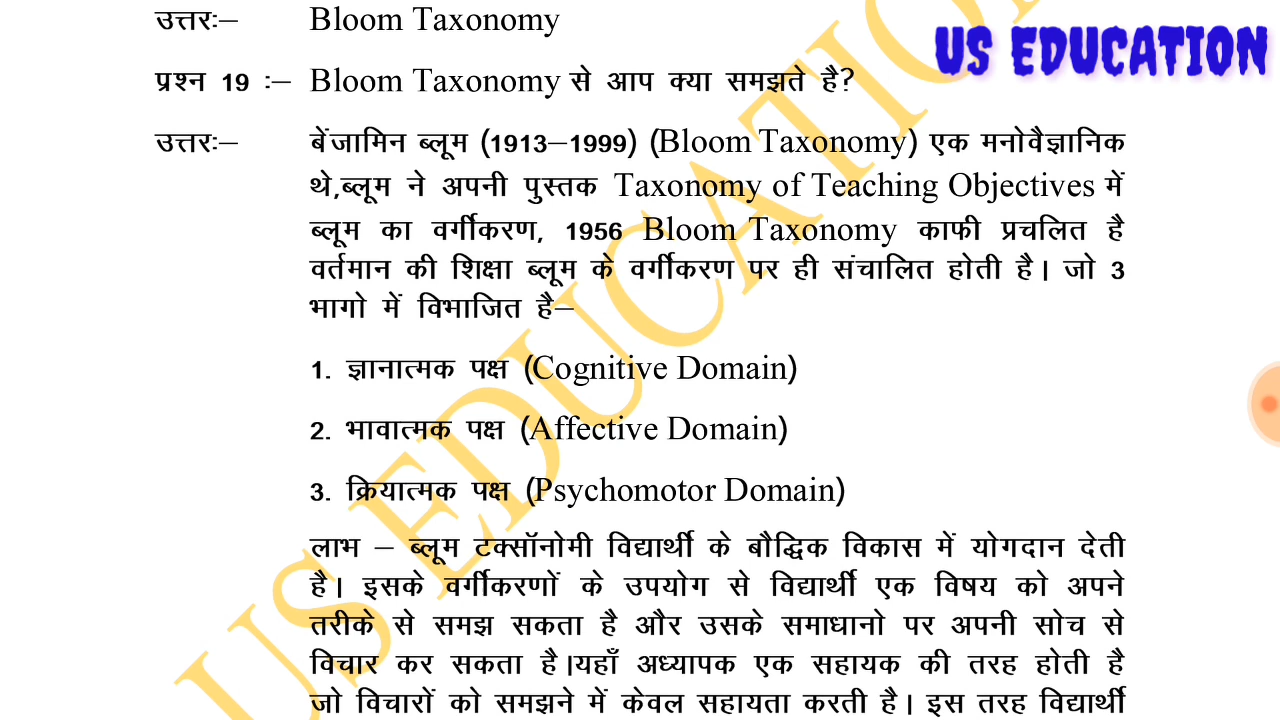 उत्तरः– Bloom Taxonomy
US EDUCATION
प्रश्न 19 :– Bloom Taxonomy से आप क्या समझते है?
उत्तरः– बेंजामिन ब्लूम (1913–1999) (Bloom Taxonomy) एक मनोवैज्ञानिक
थे,ब्लूम ने अपनी पुस्तक Taxonomy of Teaching Objectives में
ब्लूम का वर्गीकरण, 1956 Bloom Taxonomy काफी प्रचलित है
वर्तमान की शिक्षा ब्लूम के वर्गीकरण पर ही संचालित होती है। जो 3
भागो में विभाजित है–
1. ज्ञानात्मक पक्ष (Cognitive Domain)
2. भावात्मक पक्ष (Affective Domain)
3. क्रियात्मक पक्ष (Psychomotor Domain)
लाभ – ब्लूम टक्सॉनोमी विद्यार्थी के बौद्धिक विकास में योगदान देती
है। इसके वर्गीकरणों के उपयोग से विद्यार्थी एक विषय को अपने
तरीके से समझ सकता है और उसके समाधानो पर अपनी सोच से
विचार कर सकता है।यहाँ अध्यापक एक सहायक की तरह होती है
जो विचारों को समझने में केवल सहायता करती है। इस तरह विद्यार्थी
US EDUCATION